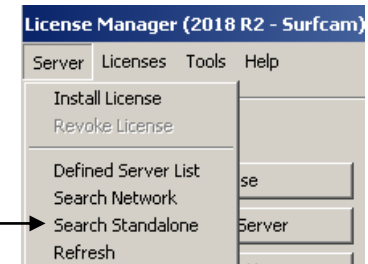 License Manager (2018 R2 - Surfcam)
Server Licenses Tools Help
Install License
Revoke License
Defined Server List
se
Search Network
Search Standalone
Server
Refresh